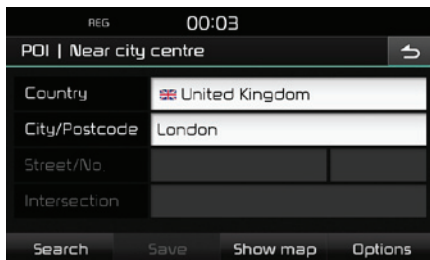 REG 00:03
POI | Near city centre
Country United Kingdom
City/Postcode London
Street/No.
Intersection
Search Save Show map Options